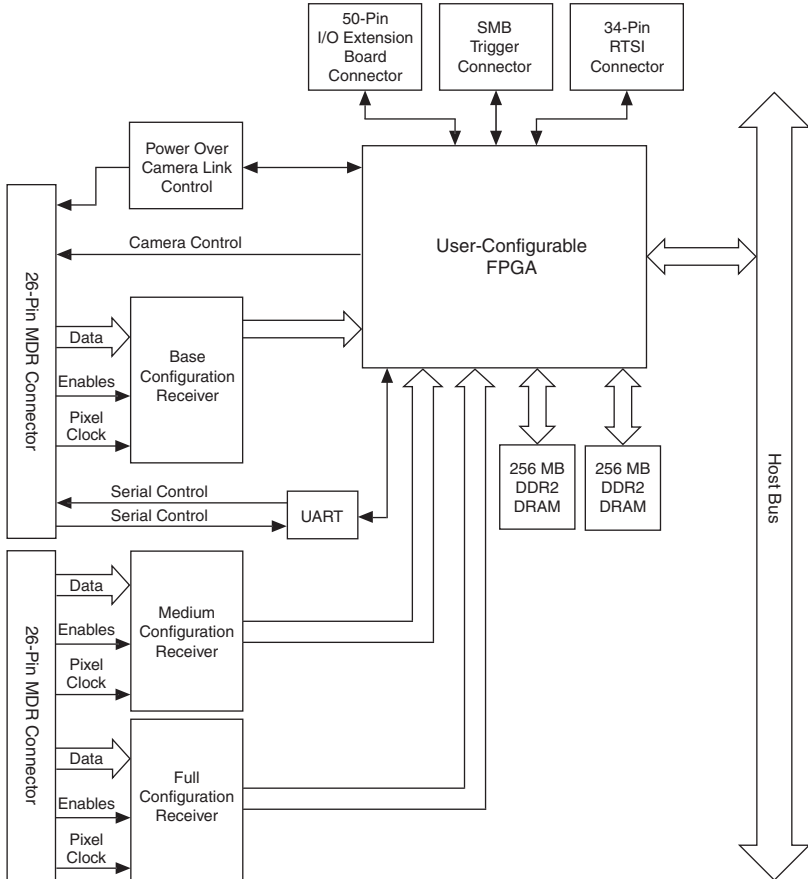 50-Pin
I/O Extension
Board
Connector
SMB
Trigger
Connector
34-Pin
RTSI
Connector
Power Over
Camera Link
Control
Camera Control
User-Configurable
FPGA
26-Pin MDR Connector
Data
Enables
Pixel
Clock
Base
Configuration
Receiver
Serial Control
Serial Control
UART
256 MB
DDR2
DRAM
256 MB
DDR2
DRAM
Host Bus
26-Pin MDR Connector
Data
Enables
Pixel
Clock
Medium
Configuration
Receiver
Data
Enables
Pixel
Clock
Full
Configuration
Receiver